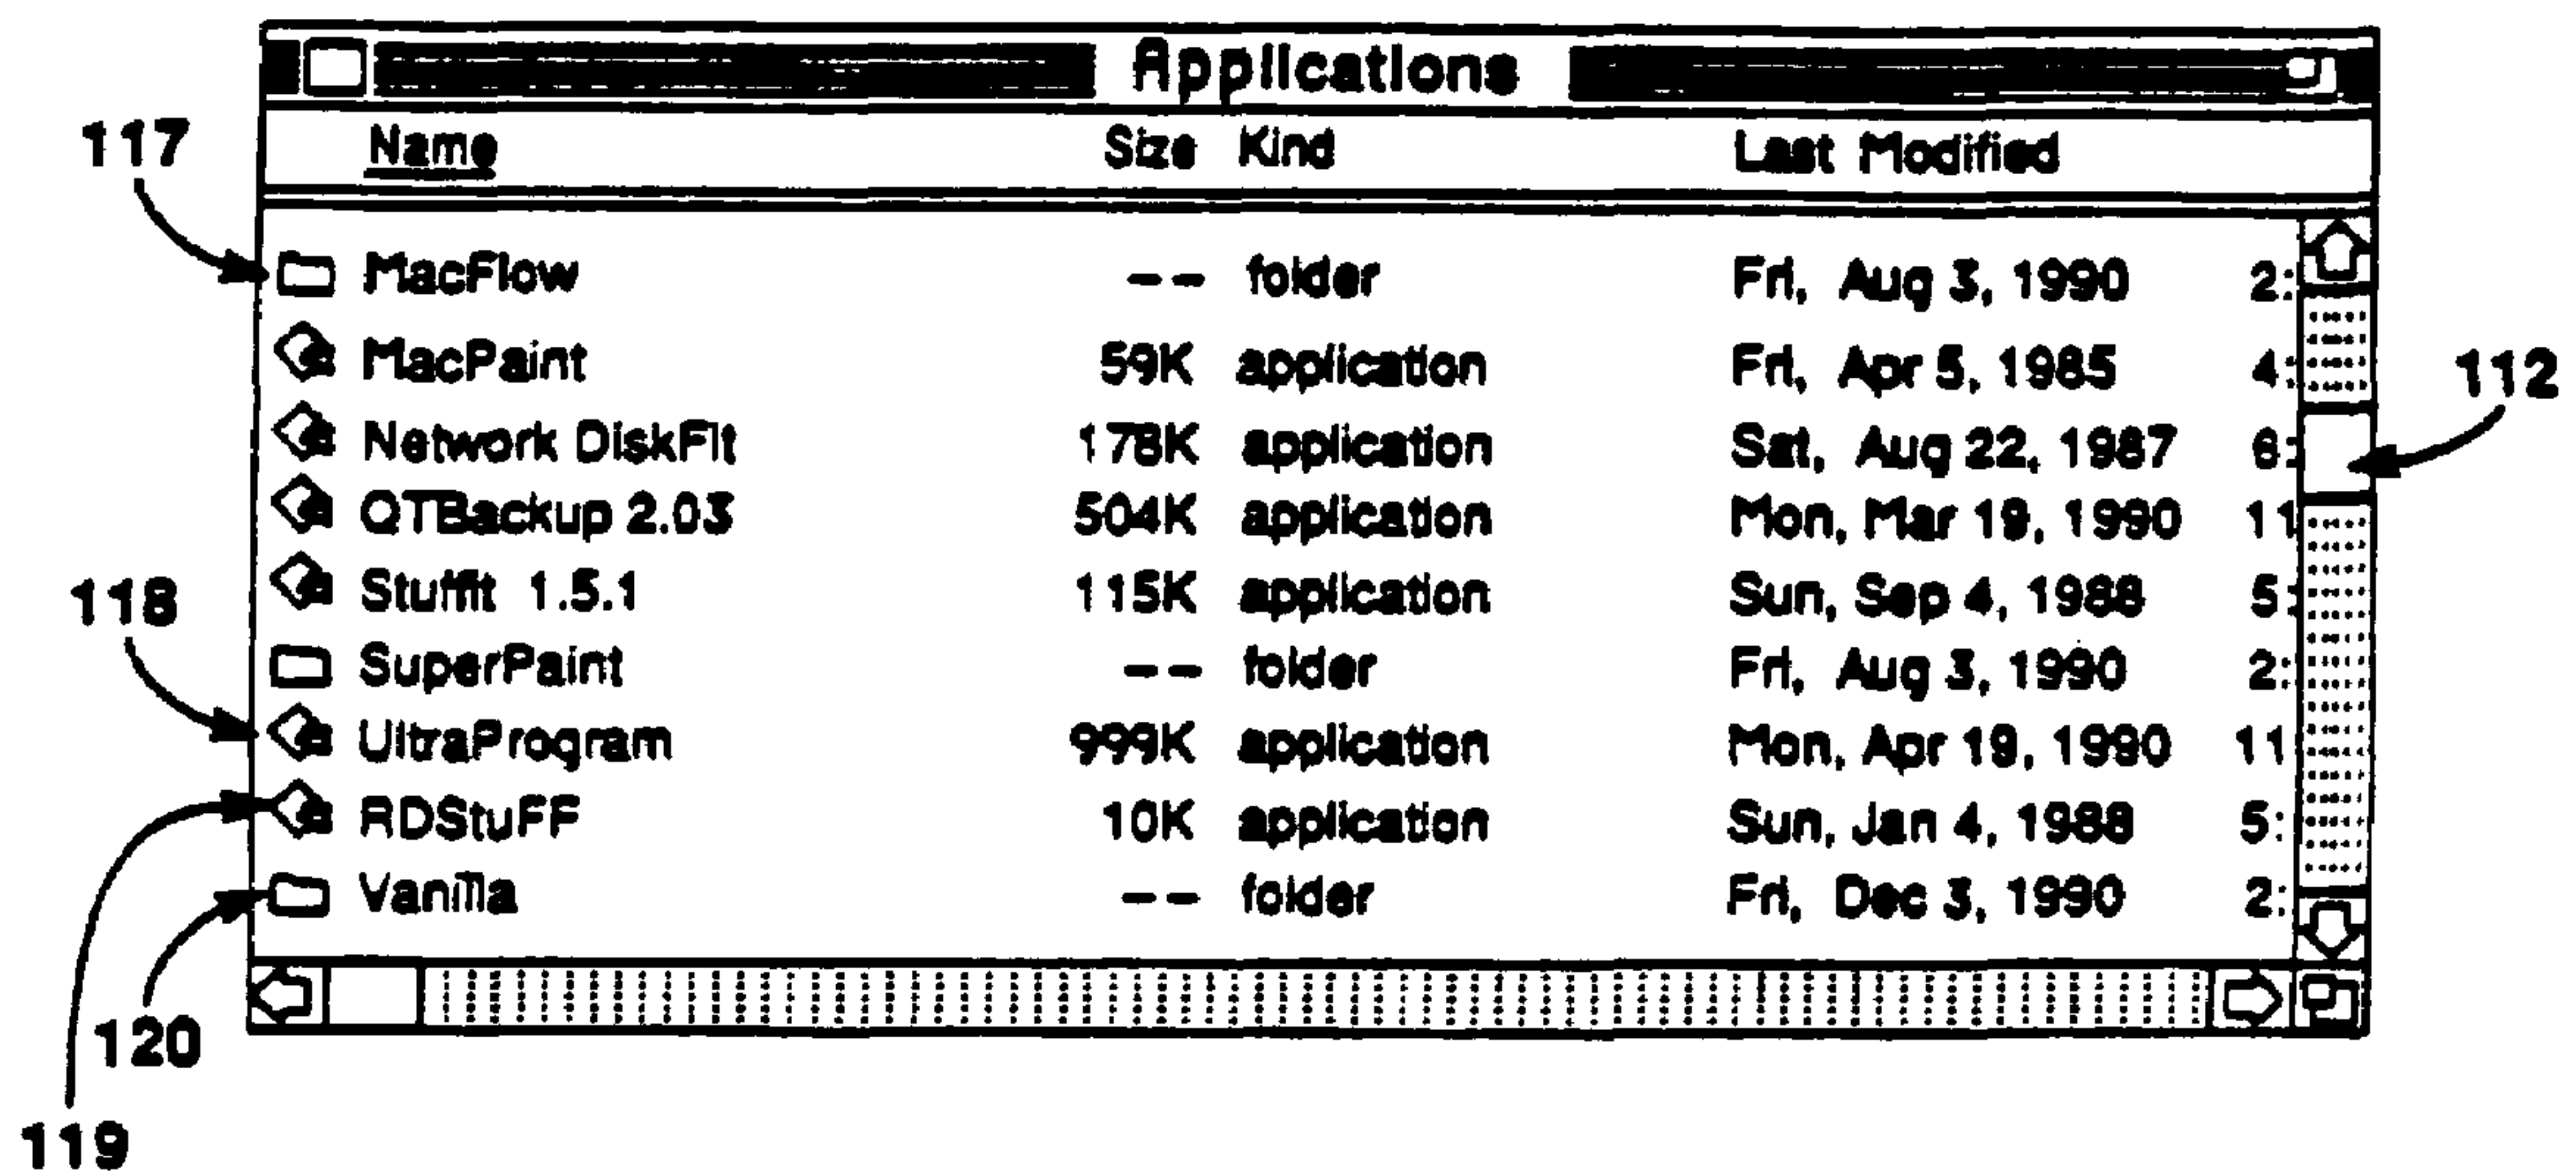 Applications
Name Size Kind Last Modified
117
MacFlow -- folder Fri, Aug 3, 1990 2:
MacPaint 59K application Fri, Apr 5, 1985 4:
112
Network DiskFit 178K application Sat, Aug 22, 1987 6:
QTBackup 2.03 504K application Mon, Mar 19, 1990 11
Stuffit 1.5.1 115K application Sun, Sep 4, 1988 5:
118
SuperPaint -- folder Fri, Aug 3, 1990 2:
UltraProgram 999K application Mon, Apr 19, 1990 11
RDStuFF 10K application Sun, Jan 4, 1988 5:
Vanilla -- folder Fri, Dec 3, 1990 2:
120
119